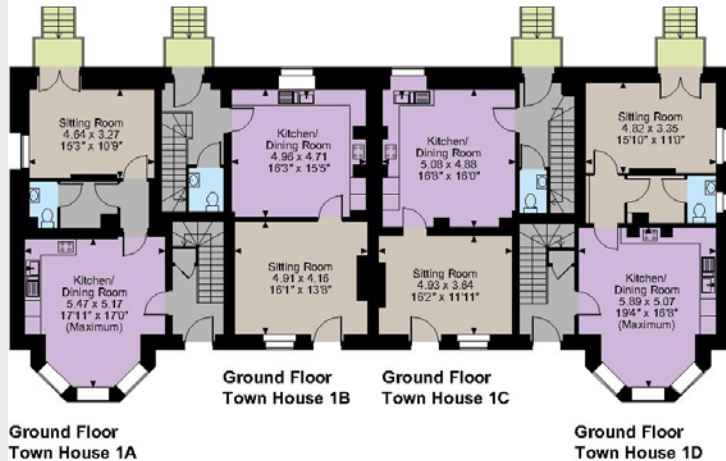 Sitting Room
4.64 x 3.27
15'3" x 10'9"
Kitchen/
Dining Room
4.96 x 4.71
16'3" x 15'5"
Kitchen/
Dining Room
5.08 x 4.88
16'8" x 16'0"
Sitting Room
4.82 x 3.35
15'10" x 11'0"
Kitchen/
Dining Room
5.47 x 5.17
17'11" x 17'0"
(Maximum)
Sitting Room
4.91 x 4.16
16'1" x 13'8"
Sitting Room
4.93 x 3.64
16'2" x 11'11"
Kitchen/
Dining Room
5.89 x 5.07
19'4" x 16'8"
(Maximum)
Ground Floor
Town House 1B
Ground Floor
Town House 1C
Ground Floor
Town House 1A
Ground Floor
Town House 1D